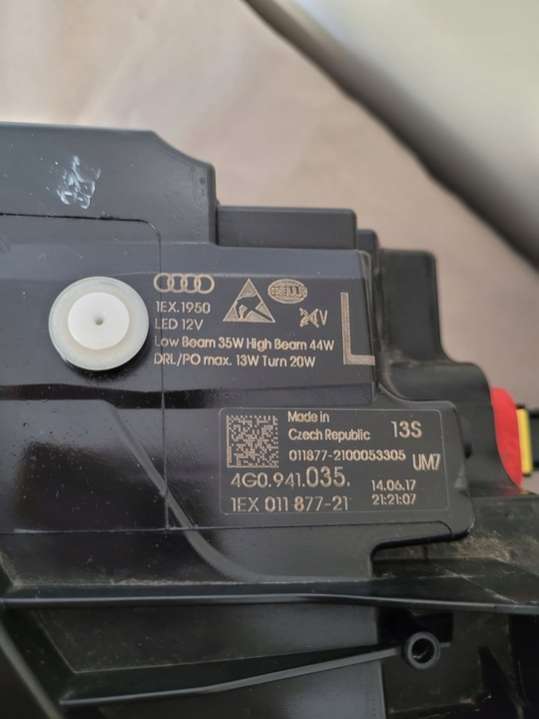 1EX.1950
LED 12V
24V
Low Beam 35W High Beam 44W
DRL/PO max. 13W Turn 20W
L
Made in
Czech Republic
13S
011877-2100053305
UM7
4G0.941.035.
14.06.17
1EX 011 877-21
21:21:07